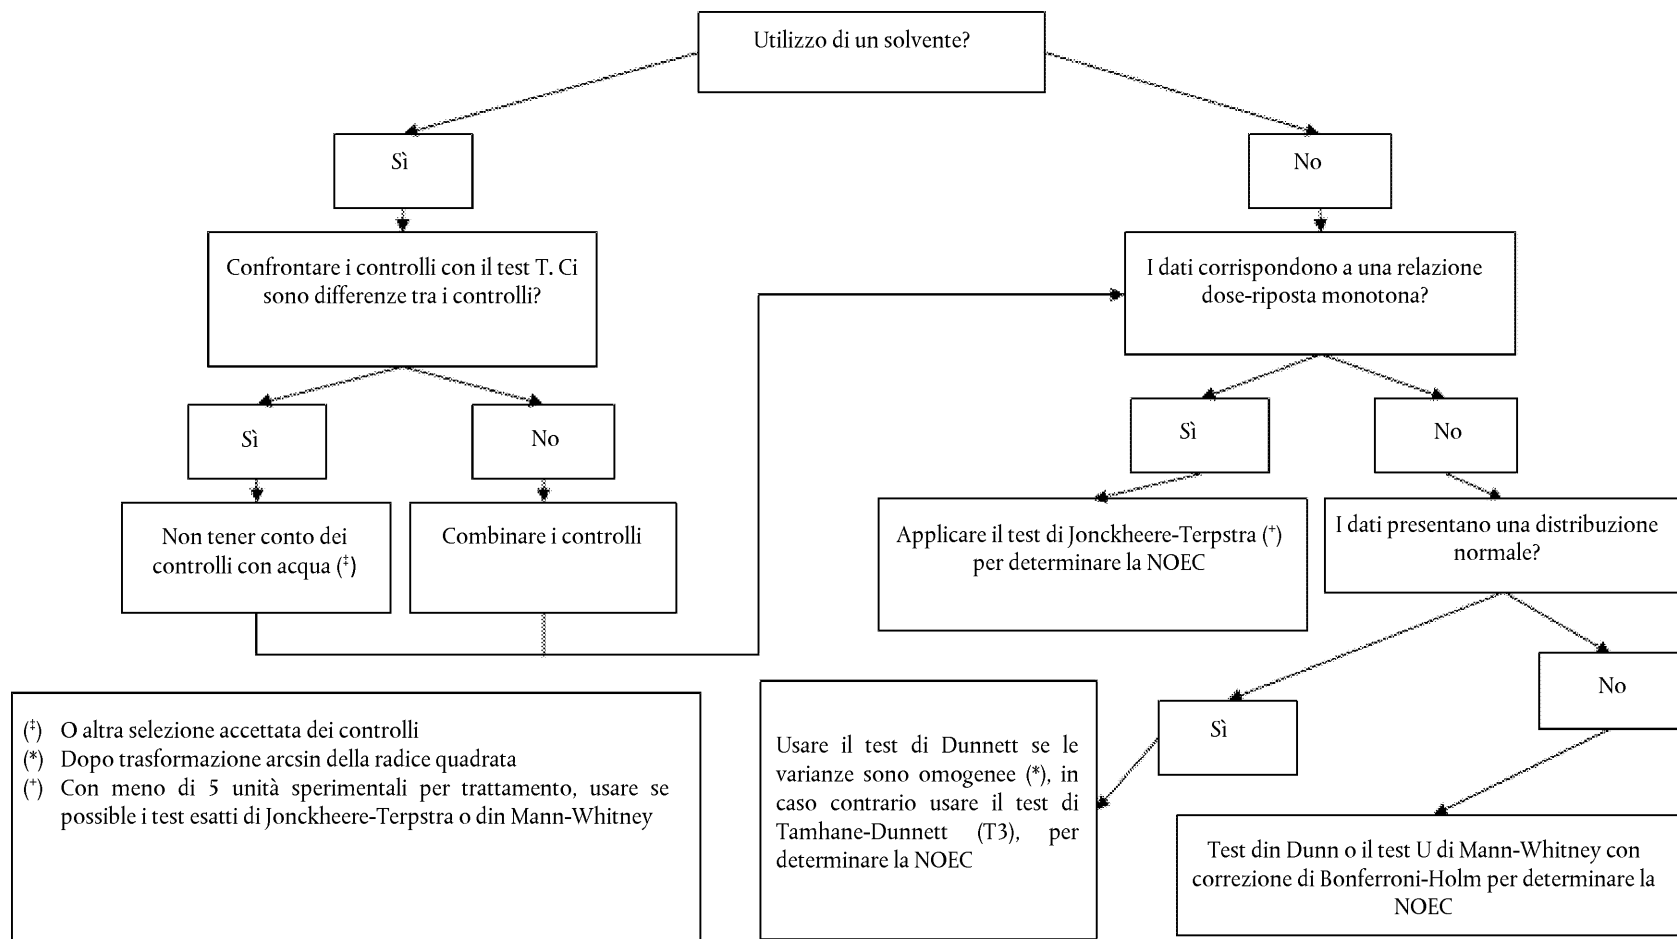 Utilizzo di un solvente?
Sì
No
Confrontare i controlli con il test T. Ci
sono differenze tra i controlli?
I dati corrispondono a una relazione
dose-riposta monotona?
Sì
No
Sì
No
Non tener conto dei
controlli con acqua (‡)
Combinare i controlli
Applicare il test di Jonckheere-Terpstra (+)
per determinare la NOEC
I dati presentano una distribuzione
normale?
Sì
No
(‡) O altra selezione accettata dei controlli
(*) Dopo trasformazione arcsin della radice quadrata
(+) Con meno di 5 unità sperimentali per trattamento, usare se
possible i test esatti di Jonckheere-Terpstra o din Mann-Whitney
Usare il test di Dunnett se le
varianze sono omogenee (*), in
caso contrario usare il test di
Tamhane-Dunnett (T3), per
determinare la NOEC
Test din Dunn o il test U di Mann-Whitney con
correzione di Bonferroni-Holm per determinare la
NOEC